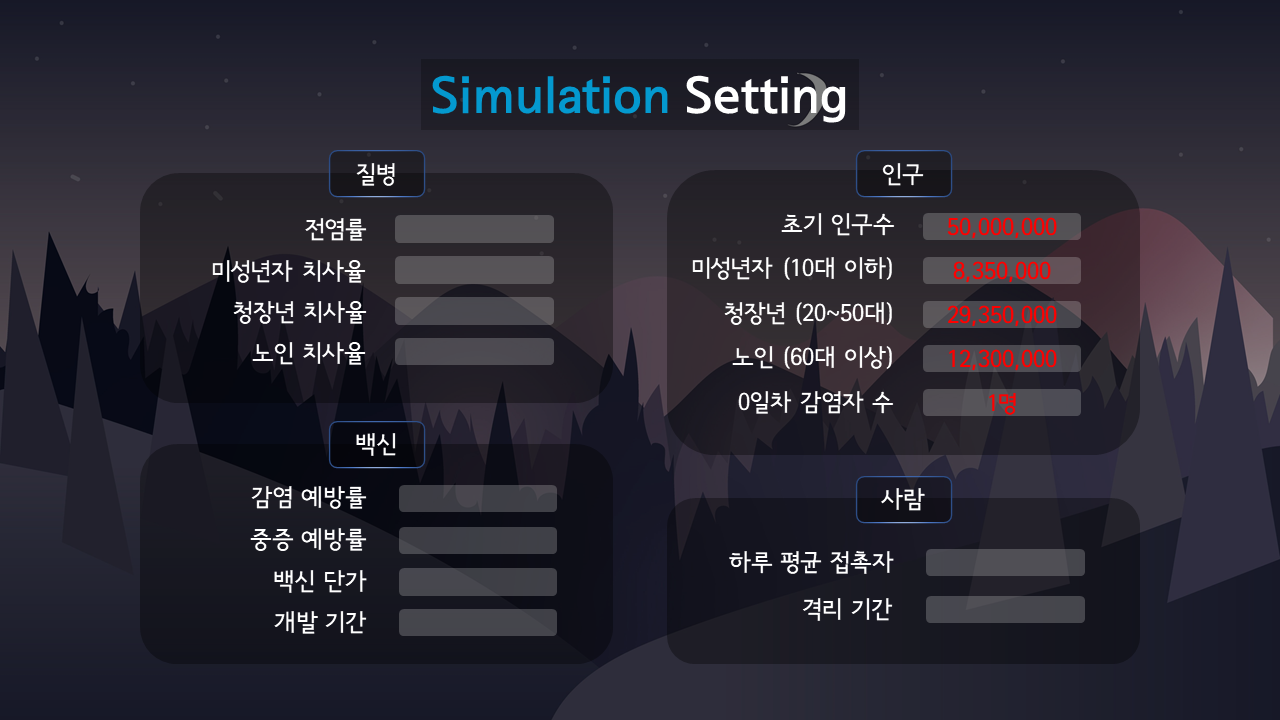 Simulation Setting
질병
전염률
미성년자 치사율
청장년 치사율
노인 치사율
백신
감염 예방률
중증 예방률
백신 단가
개발 기간
인구
초기 인구수 50,000,000
미성년자 (10대 이하) 8,350,000
청장년 (20~50대) 29,350,000
노인 (60대 이상) 12,300,000
0일차 감염자 수 1명
사람
하루 평균 접촉자
격리 기간